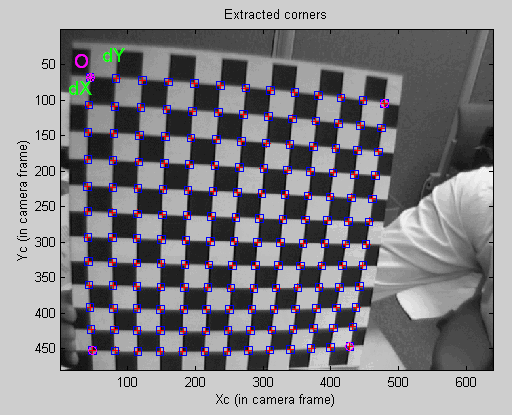 Extracted corners
O
dY
dX
50
100
150
200
250
300
350
400
450
Yc (in camera frame)
100
200
300
400
500
600
Xc (in camera frame)